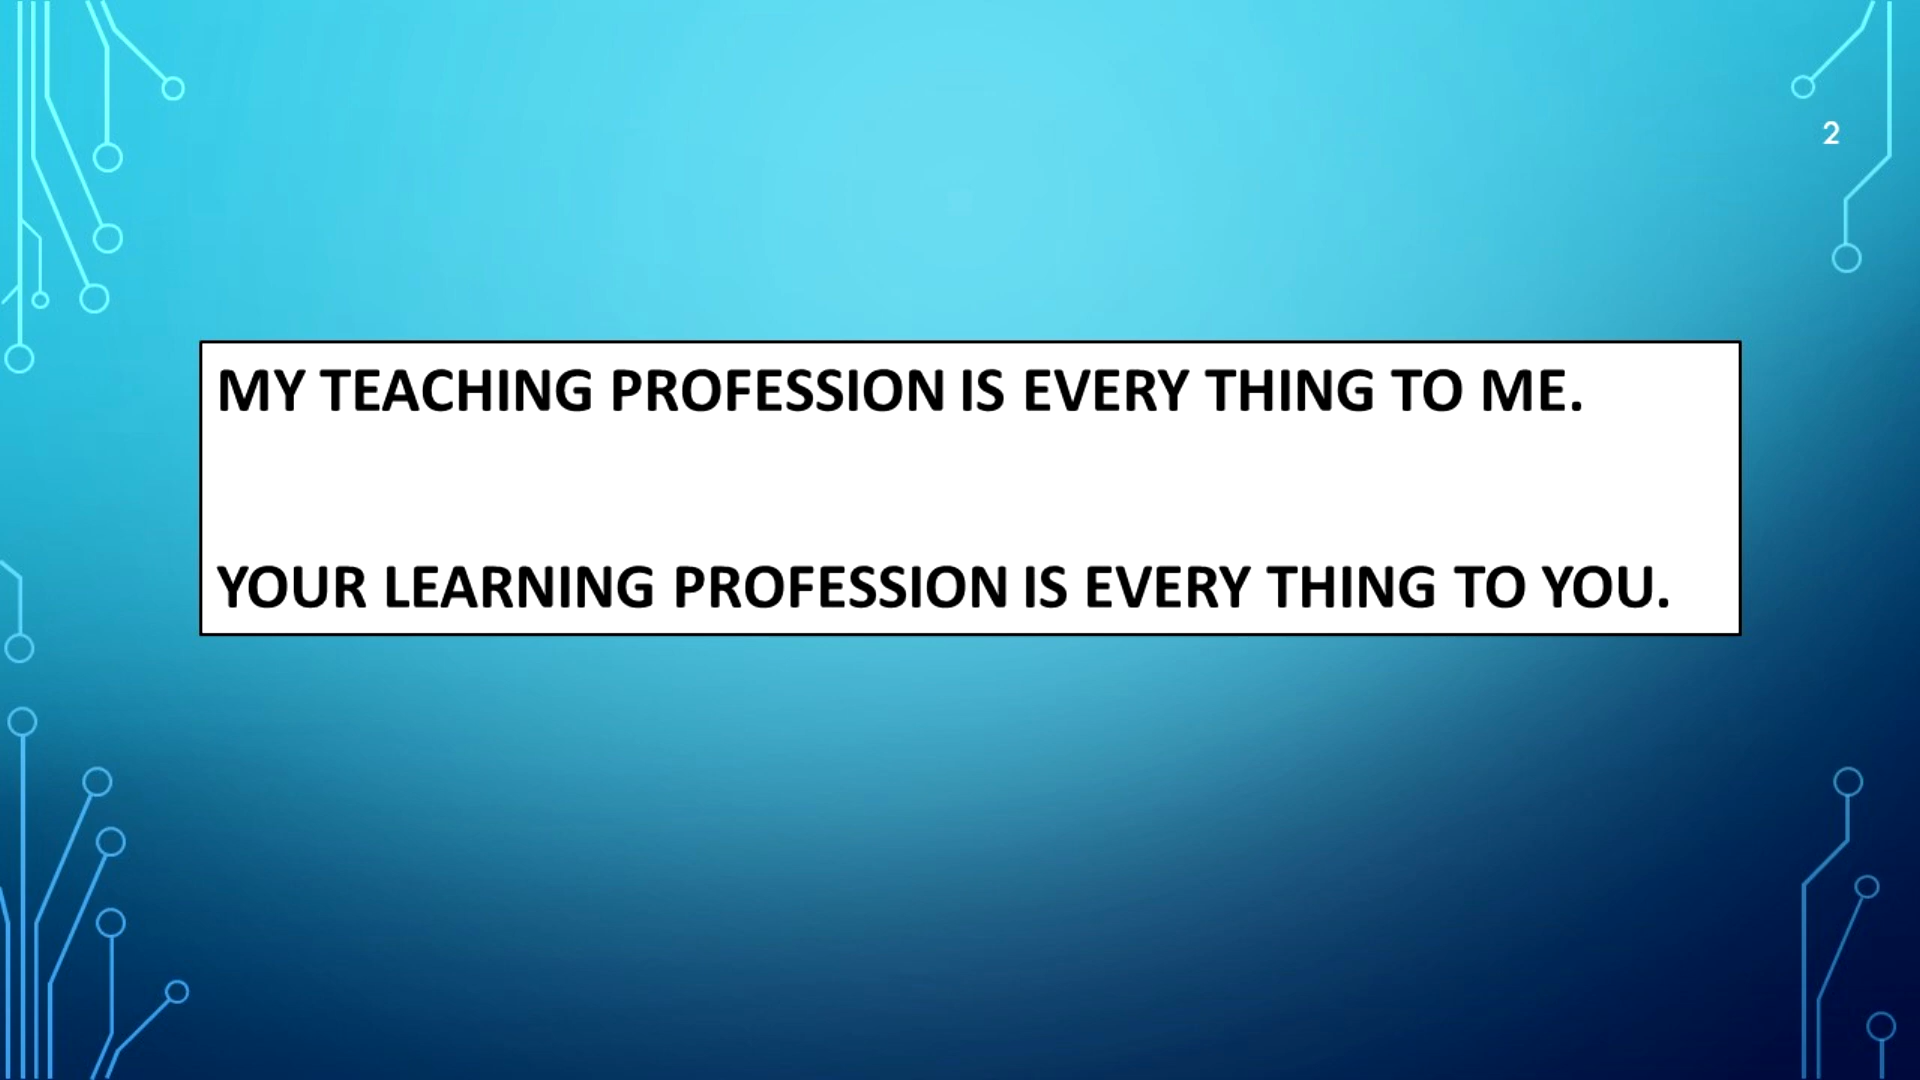 2
MY TEACHING PROFESSION IS EVERY THING TO ME.
YOUR LEARNING PROFESSION IS EVERY THING TO YOU.